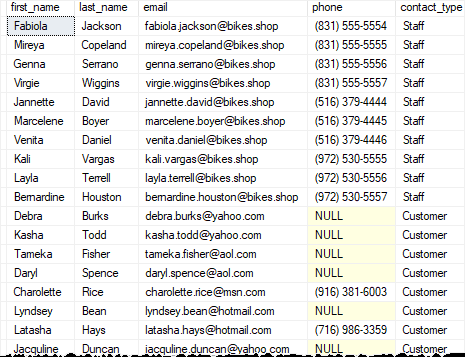 first_name last_name email phone contact_type
Fabiola Jackson fabiola.jackson@bikes.shop (831) 555-5554 Staff
Mireya Copeland mireya.copeland@bikes.shop (831) 555-5555 Staff
Genna Serrano genna.serrano@bikes.shop (831) 555-5556 Staff
Virgie Wiggins virgie.wiggins@bikes.shop (831) 555-5557 Staff
Jannette David jannette.david@bikes.shop (516) 379-4444 Staff
Marcelene Boyer marcelene.boyer@bikes.shop (516) 379-4445 Staff
Venita Daniel venita.daniel@bikes.shop (516) 379-4446 Staff
Kali Vargas kali.vargas@bikes.shop (972) 530-5555 Staff
Layla Terrell layla.terrell@bikes.shop (972) 530-5556 Staff
Bernardine Houston bernardine.houston@bikes.shop (972) 530-5557 Staff
Debra Burks debra.burks@yahoo.com NULL Customer
Kasha Todd kasha.todd@yahoo.com NULL Customer
Tameka Fisher tameka.fisher@aol.com NULL Customer
Daryl Spence daryl.spence@aol.com NULL Customer
Charolette Rice charolette.rice@msn.com (916) 381-6003 Customer
Lyndsey Bean lyndsey.bean@hotmail.com NULL Customer
Latasha Hays latasha.hays@hotmail.com (716) 986-3359 Customer
Jacquline Duncan jacquline.duncan@yahoo.com NULL Customer